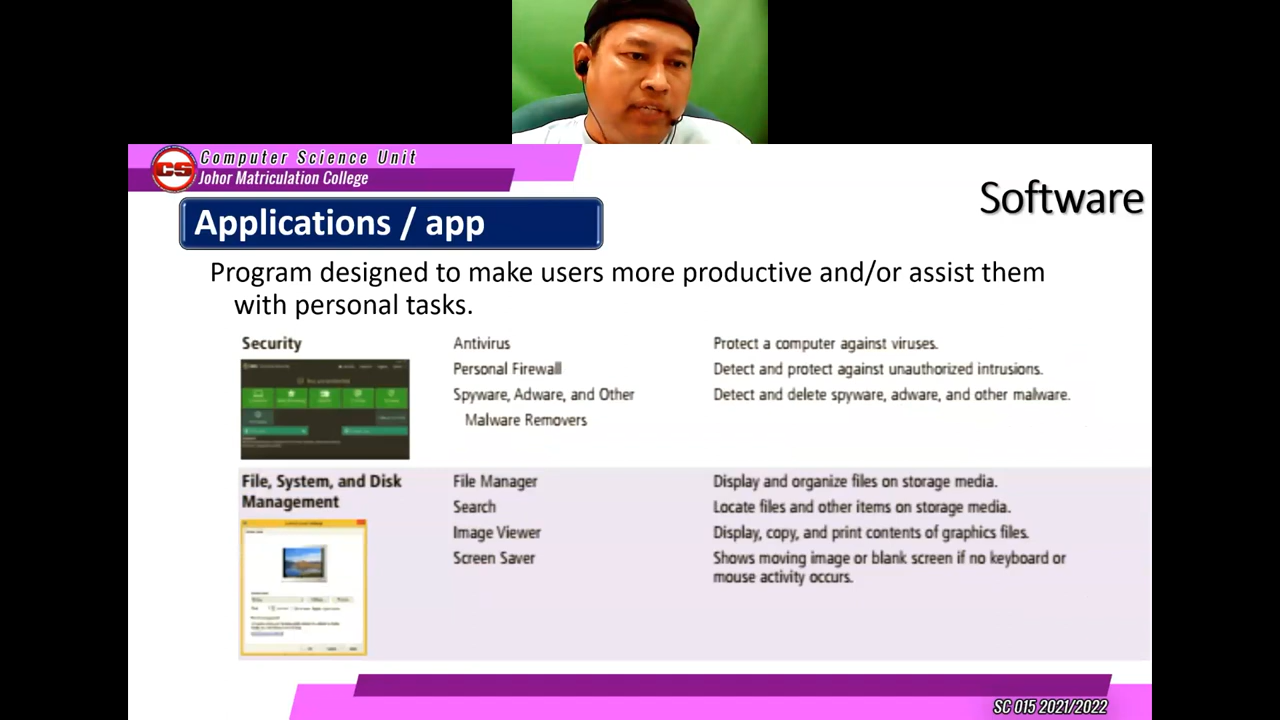 Computer Science Unit
CS
Johor Matriculation College
Software
Applications / app
Program designed to make users more productive and/or assist them
with personal tasks.
Security
Antivirus
Protect a computer against viruses.
Personal Firewall
Detect and protect against unauthorized intrusions.
Spyware, Adware, and Other
Malware Removers
Detect and delete spyware, adware, and other malware.
File, System, and Disk
Management
File Manager
Display and organize files on storage media.
Search
Locate files and other items on storage media.
Image Viewer
Display, copy, and print contents of graphics files.
Screen Saver
Shows moving image or blank screen if no keyboard or
mouse activity occurs.
SC 015 2021/2022